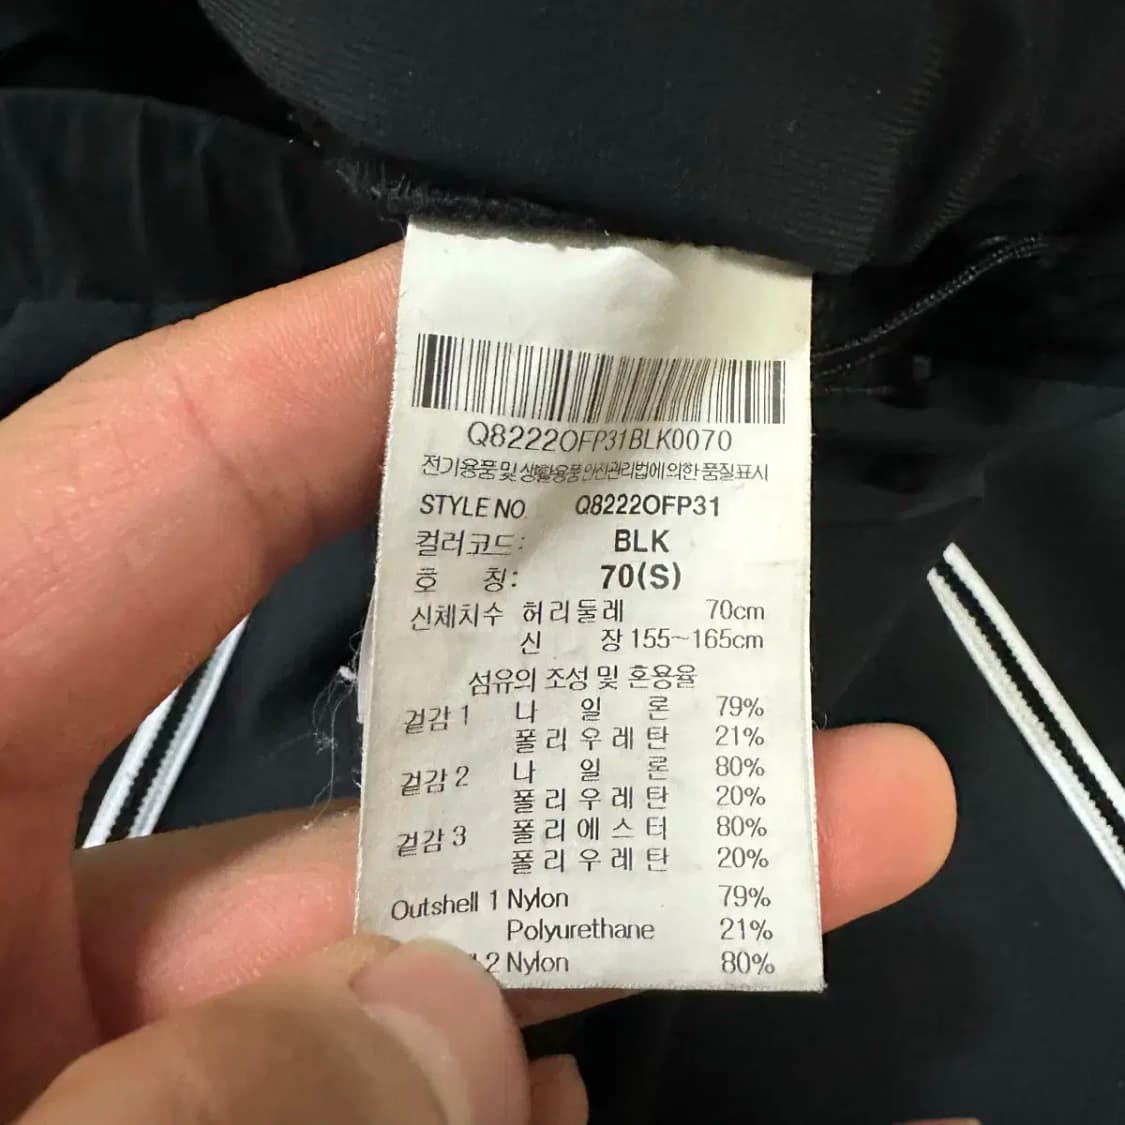 Q8222OFP31BLK0070
전기용품 및 생활용품 안전관리법에 의한 품질표시
STYLE NO. Q8222OFP31
컬러코드: BLK
호 칭: 70(S)
신체치수 허리둘레 70cm
신 장 155~165cm
섬유의 조성 및 혼용율
겉감 1 나 일 론 79%
폴리우레탄 21%
겉감 2 나 일 론 80%
폴리우레탄 20%
겉감 3 폴리에스터 80%
폴리우레탄 20%
Outshell 1 Nylon 79%
Polyurethane 21%
2 Nylon 80%